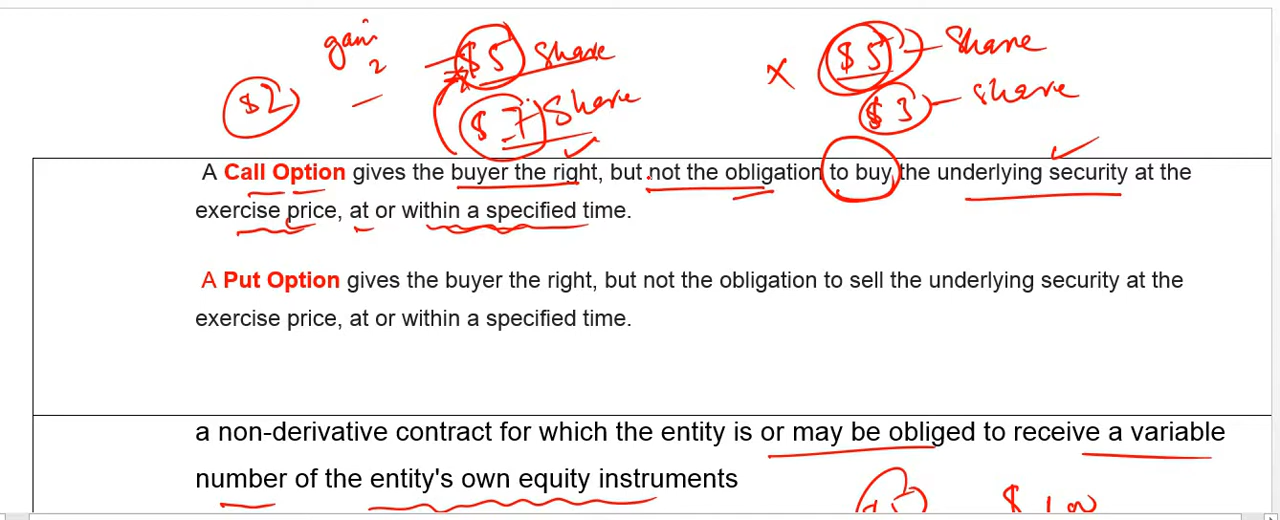 gain
2
$5 Share
$2 - $7 Share
x $5 - Share
$3 - Share
A Call Option gives the buyer the right, but not the obligation to buy, the underlying security at the
exercise price, at or within a specified time.
A Put Option gives the buyer the right, but not the obligation to sell the underlying security at the
exercise price, at or within a specified time.
a non-derivative contract for which the entity is or may be obliged to receive a variable
number of the entity's own equity instruments
$ 100